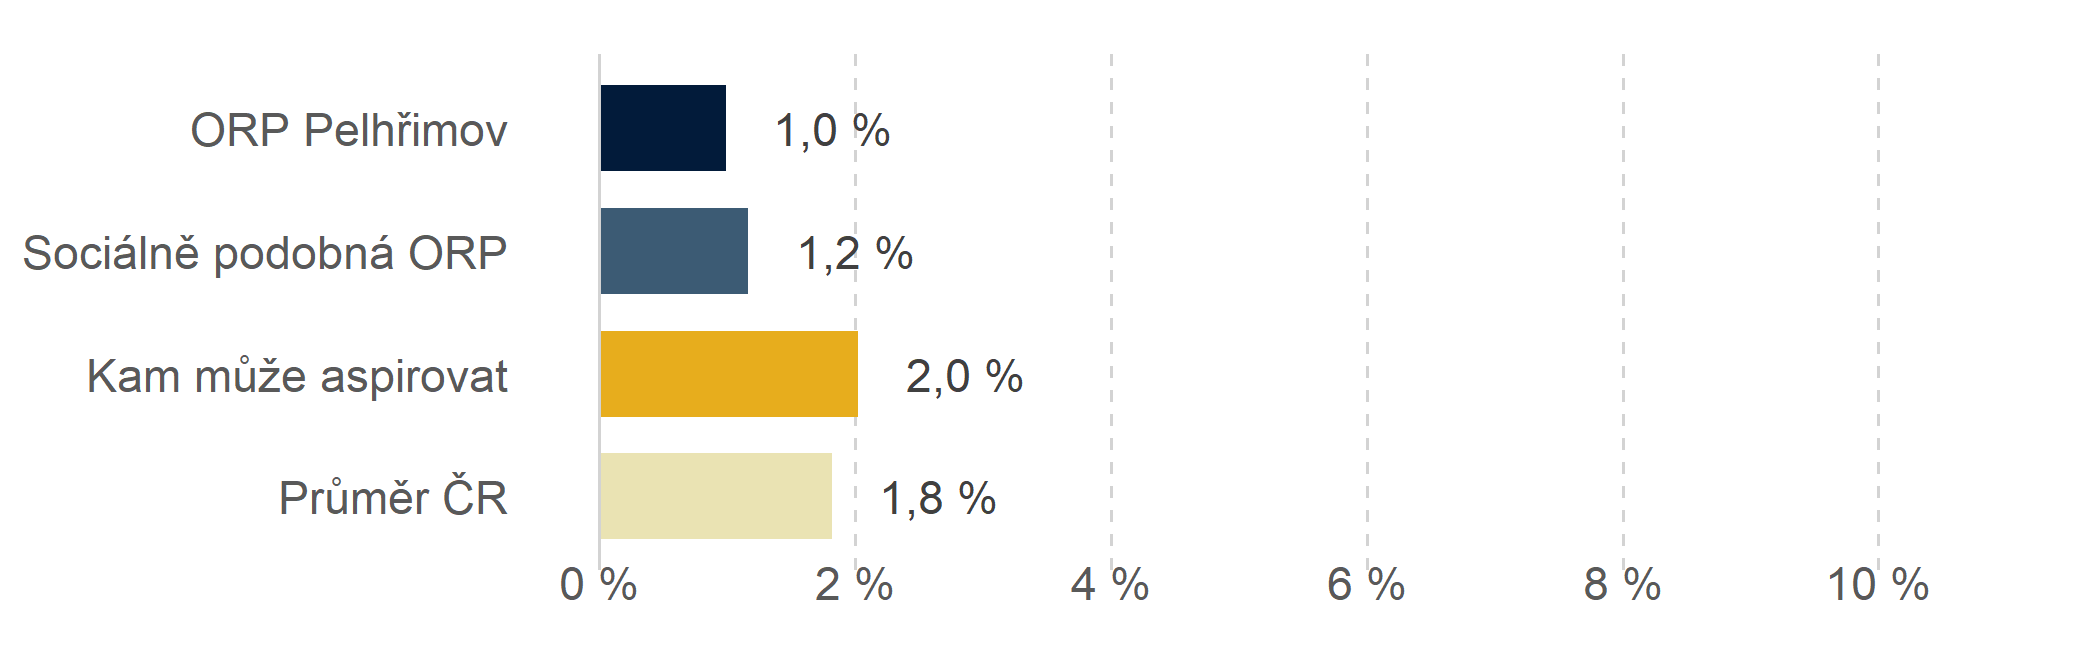 ORP Pelhřimov 1,0 %
Sociálně podobná ORP 1,2 %
Kam může aspirovat 2,0 %
Průměr ČR 1,8 %
0 % 2 % 4 % 6 % 8 % 10 %